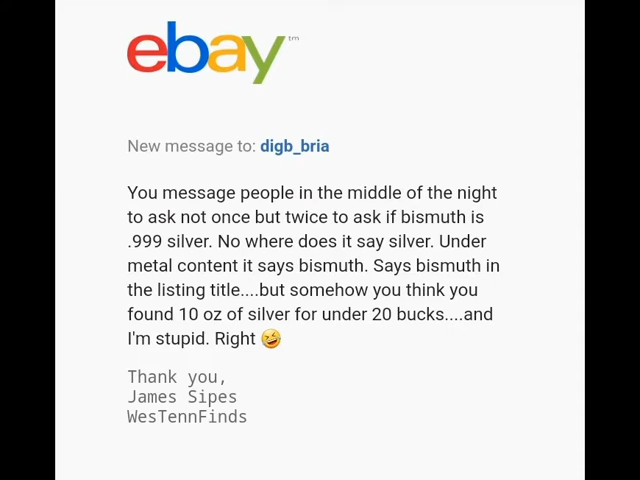 ebay™
New message to: digb_bria
You message people in the middle of the night
to ask not once but twice to ask if bismuth is
.999 silver. No where does it say silver. Under
metal content it says bismuth. Says bismuth in
the listing title....but somehow you think you
found 10 oz of silver for under 20 bucks....and
I'm stupid. Right 😆
Thank you,
James Sipes
WesTennFinds